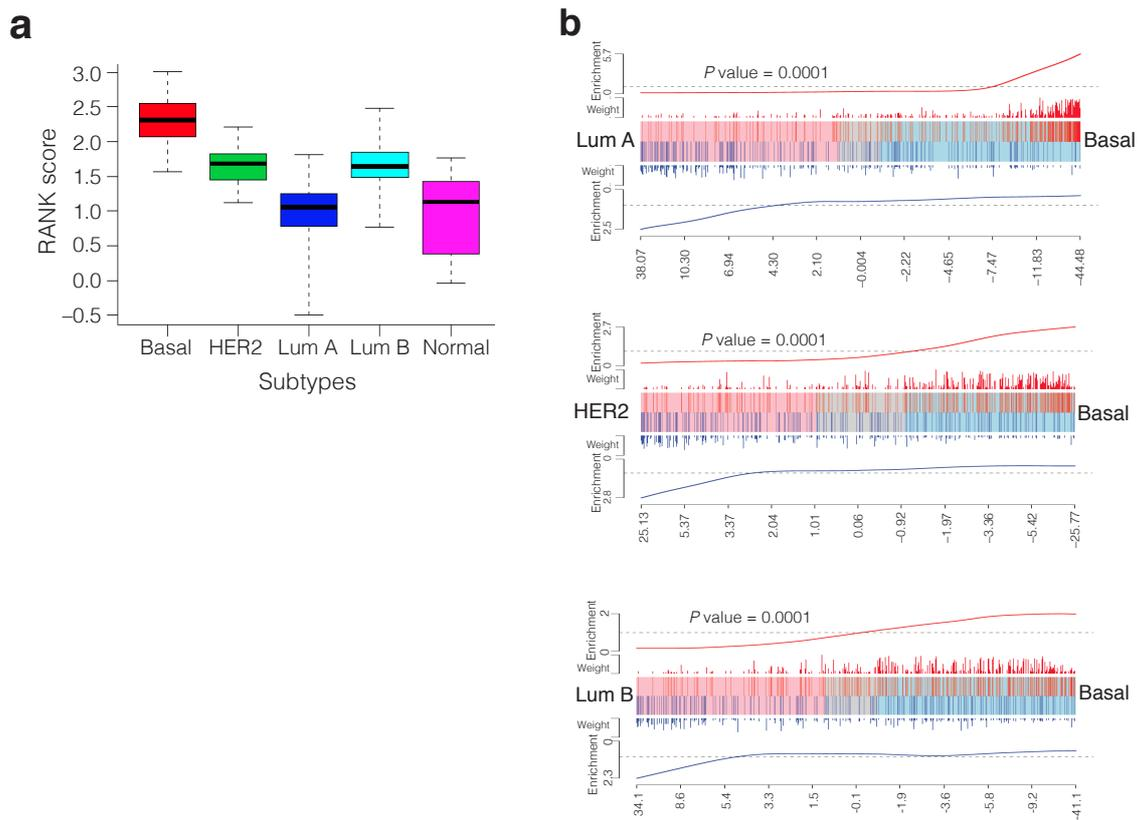 a
RANK score
3.0
2.5
2.0
1.5
1.0
0.5
0.0
–0.5
Basal HER2 Lum A Lum B Normal
Subtypes
b
Enrichment
5.7
0
P value = 0.0001
Weight
Lum A
Basal
Weight
Enrichment
0
2.5
38.07 10.30 6.94 4.30 2.10 –0.004 –2.22 –4.65 –7.47 –11.83 –44.48
Enrichment
2.7
0
P value = 0.0001
Weight
HER2
Basal
Weight
Enrichment
0
2.8
25.13 5.37 3.37 2.04 1.01 0.06 –0.92 –1.97 –3.36 –5.42 –25.77
Enrichment
2
0
P value = 0.0001
Weight
Lum B
Basal
Weight
Enrichment
0
2.3
34.1 8.6 5.4 3.3 1.5 -0.1 -1.9 -3.6 -5.8 -9.2 -41.1